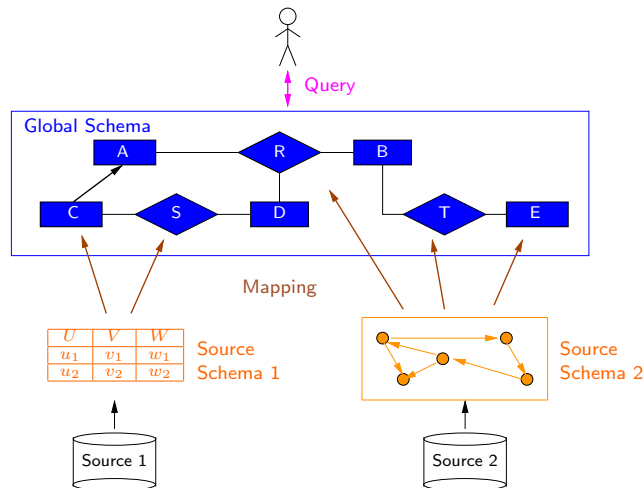 Query
Global Schema
A
R
B
C
S
D
T
E
Mapping
U V W
u₁ v₁ w₁
u₂ v₂ w₂
Source
Schema 1
Source
Schema 2
Source 1
Source 2